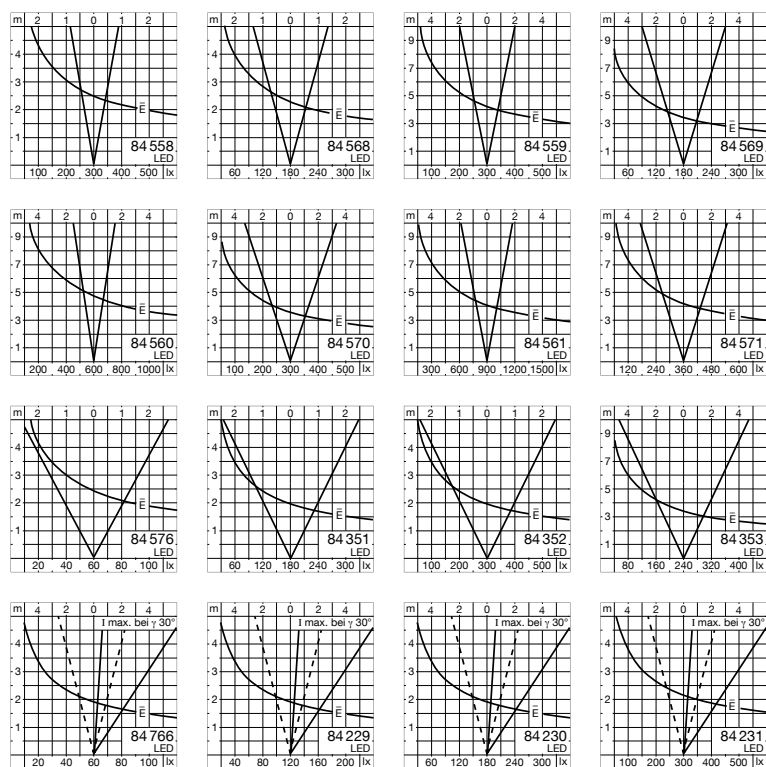 m 2 1 0 1 2
4
3
2
1
Ē
84 558
LED
100 200 300 400 500 lx
m 2 1 0 1 2
4
3
2
1
Ē
84 568
LED
60 120 180 240 300 lx
m 4 2 0 2 4
9
7
5
3
1
Ē
84 559
LED
100 200 300 400 500 lx
m 4 2 0 2 4
9
7
5
3
1
Ē
84 569
LED
60 120 180 240 300
m 4 2 0 2 4
9
7
5
3
1
Ē
84 560
LED
200 400 600 800 1000 lx
m 4 2 0 2 4
9
7
5
3
1
Ē
84 570
LED
100 200 300 400 500 lx
m 4 2 0 2 4
9
7
5
3
1
Ē
84 561
LED
300 600 900 1200 1500 lx
m 4 2 0 2 4
9
7
5
3
1
Ē
84 571
LED
120 240 360 480 600
m 2 1 0 1 2
4
3
2
1
Ē
84 576
LED
20 40 60 80 100 lx
m 2 1 0 1 2
4
3
2
1
Ē
84 351
LED
60 120 180 240 300 lx
m 2 1 0 1 2
4
3
2
1
Ē
84 352
LED
100 200 300 400 500 lx
m 4 2 0 2 4
9
7
5
3
1
Ē
84 353
LED
80 160 240 320 400
m 4 2 0 2 4
I max. bei γ 30°
4
3
2
1
Ē
84 766
LED
20 40 60 80 100 lx
m 4 2 0 2 4
I max. bei γ 30°
4
3
2
1
Ē
84 229
LED
40 80 120 160 200 lx
m 4 2 0 2 4
I max. bei γ 30°
4
3
2
1
Ē
84 230
LED
60 120 180 240 300 lx
m 4 2 0 2 4
I max. bei γ 30°
4
3
2
1
Ē
84 231
LED
100 200 300 400 500